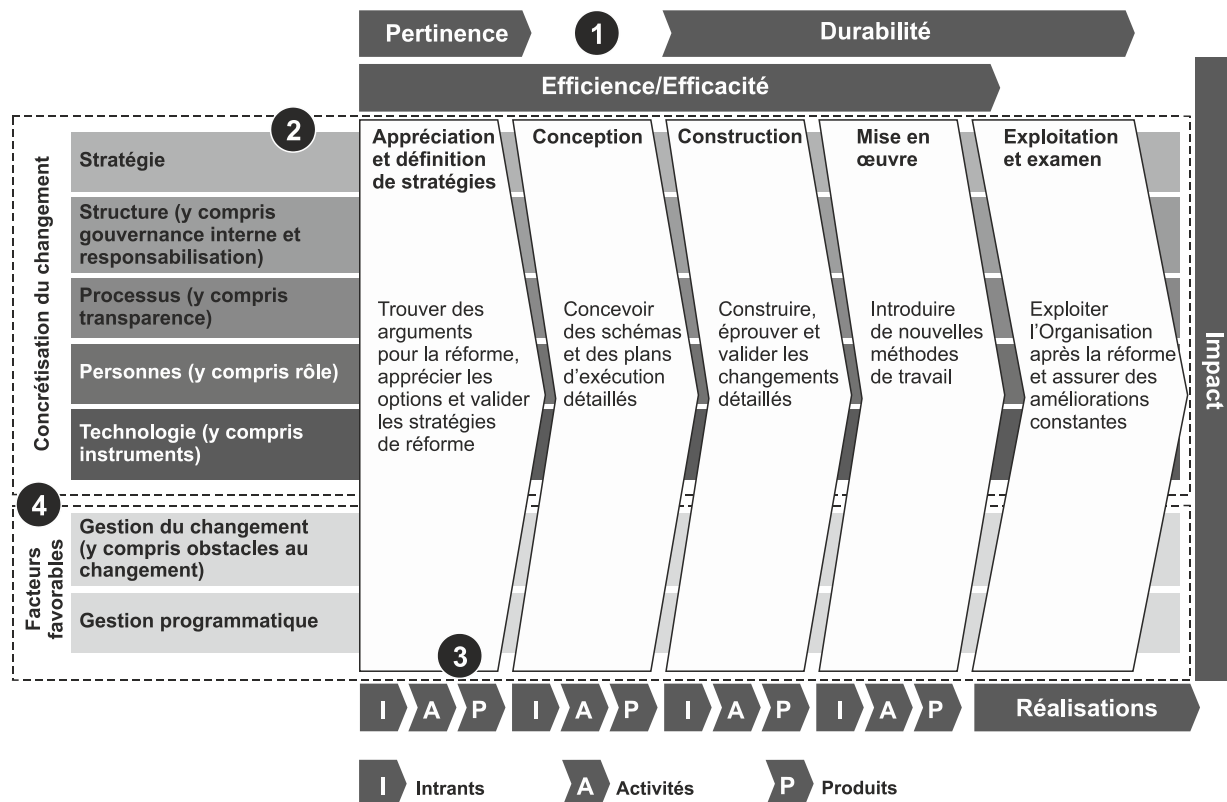 Pertinence
1
Durabilité
Efficience/Efficacité
2
Concrétisation du changement
Stratégie
Structure (y compris
gouvernance interne et
responsabilisation)
Processus (y compris
transparence)
Personnes (y compris rôle)
Technologie (y compris
instruments)
Appréciation
et définition
de stratégies
Trouver des
arguments
pour la réforme,
apprécier les
options et valider
les stratégies
de réforme
Conception
Concevoir
des schémas
et des plans
d’exécution
détaillés
Construction
Construire,
éprouver et
valider les
changements
détaillés
Mise en
œuvre
Introduire
de nouvelles
méthodes
de travail
Exploitation
et examen
Exploiter
l’Organisation
après la réforme
et assurer des
améliorations
constantes
Impact
4
Facteurs
favorables
Gestion du changement
(y compris obstacles au
changement)
Gestion programmatique
3
I A P I A P I A P I A P Réalisations
I Intrants A Activités P Produits